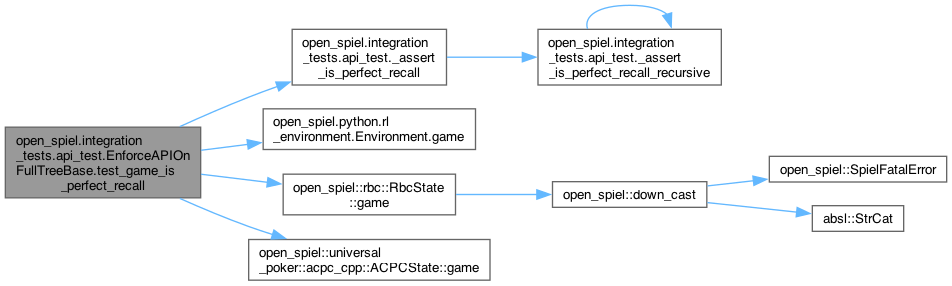 open_spiel.integration
_tests.api_test.EnforceAPIOn
FullTreeBase.test_game_is
_perfect_recall
open_spiel.integration
_tests.api_test._assert
_is_perfect_recall
open_spiel.integration
_tests.api_test._assert
_is_perfect_recall_recursive
open_spiel.python.rl
_environment.Environment.game
open_spiel::rbc::RbcState
::game
open_spiel::down_cast
open_spiel::SpielFatalError
absl::StrCat
open_spiel::universal
_poker::acpc_cpp::ACPCState::game